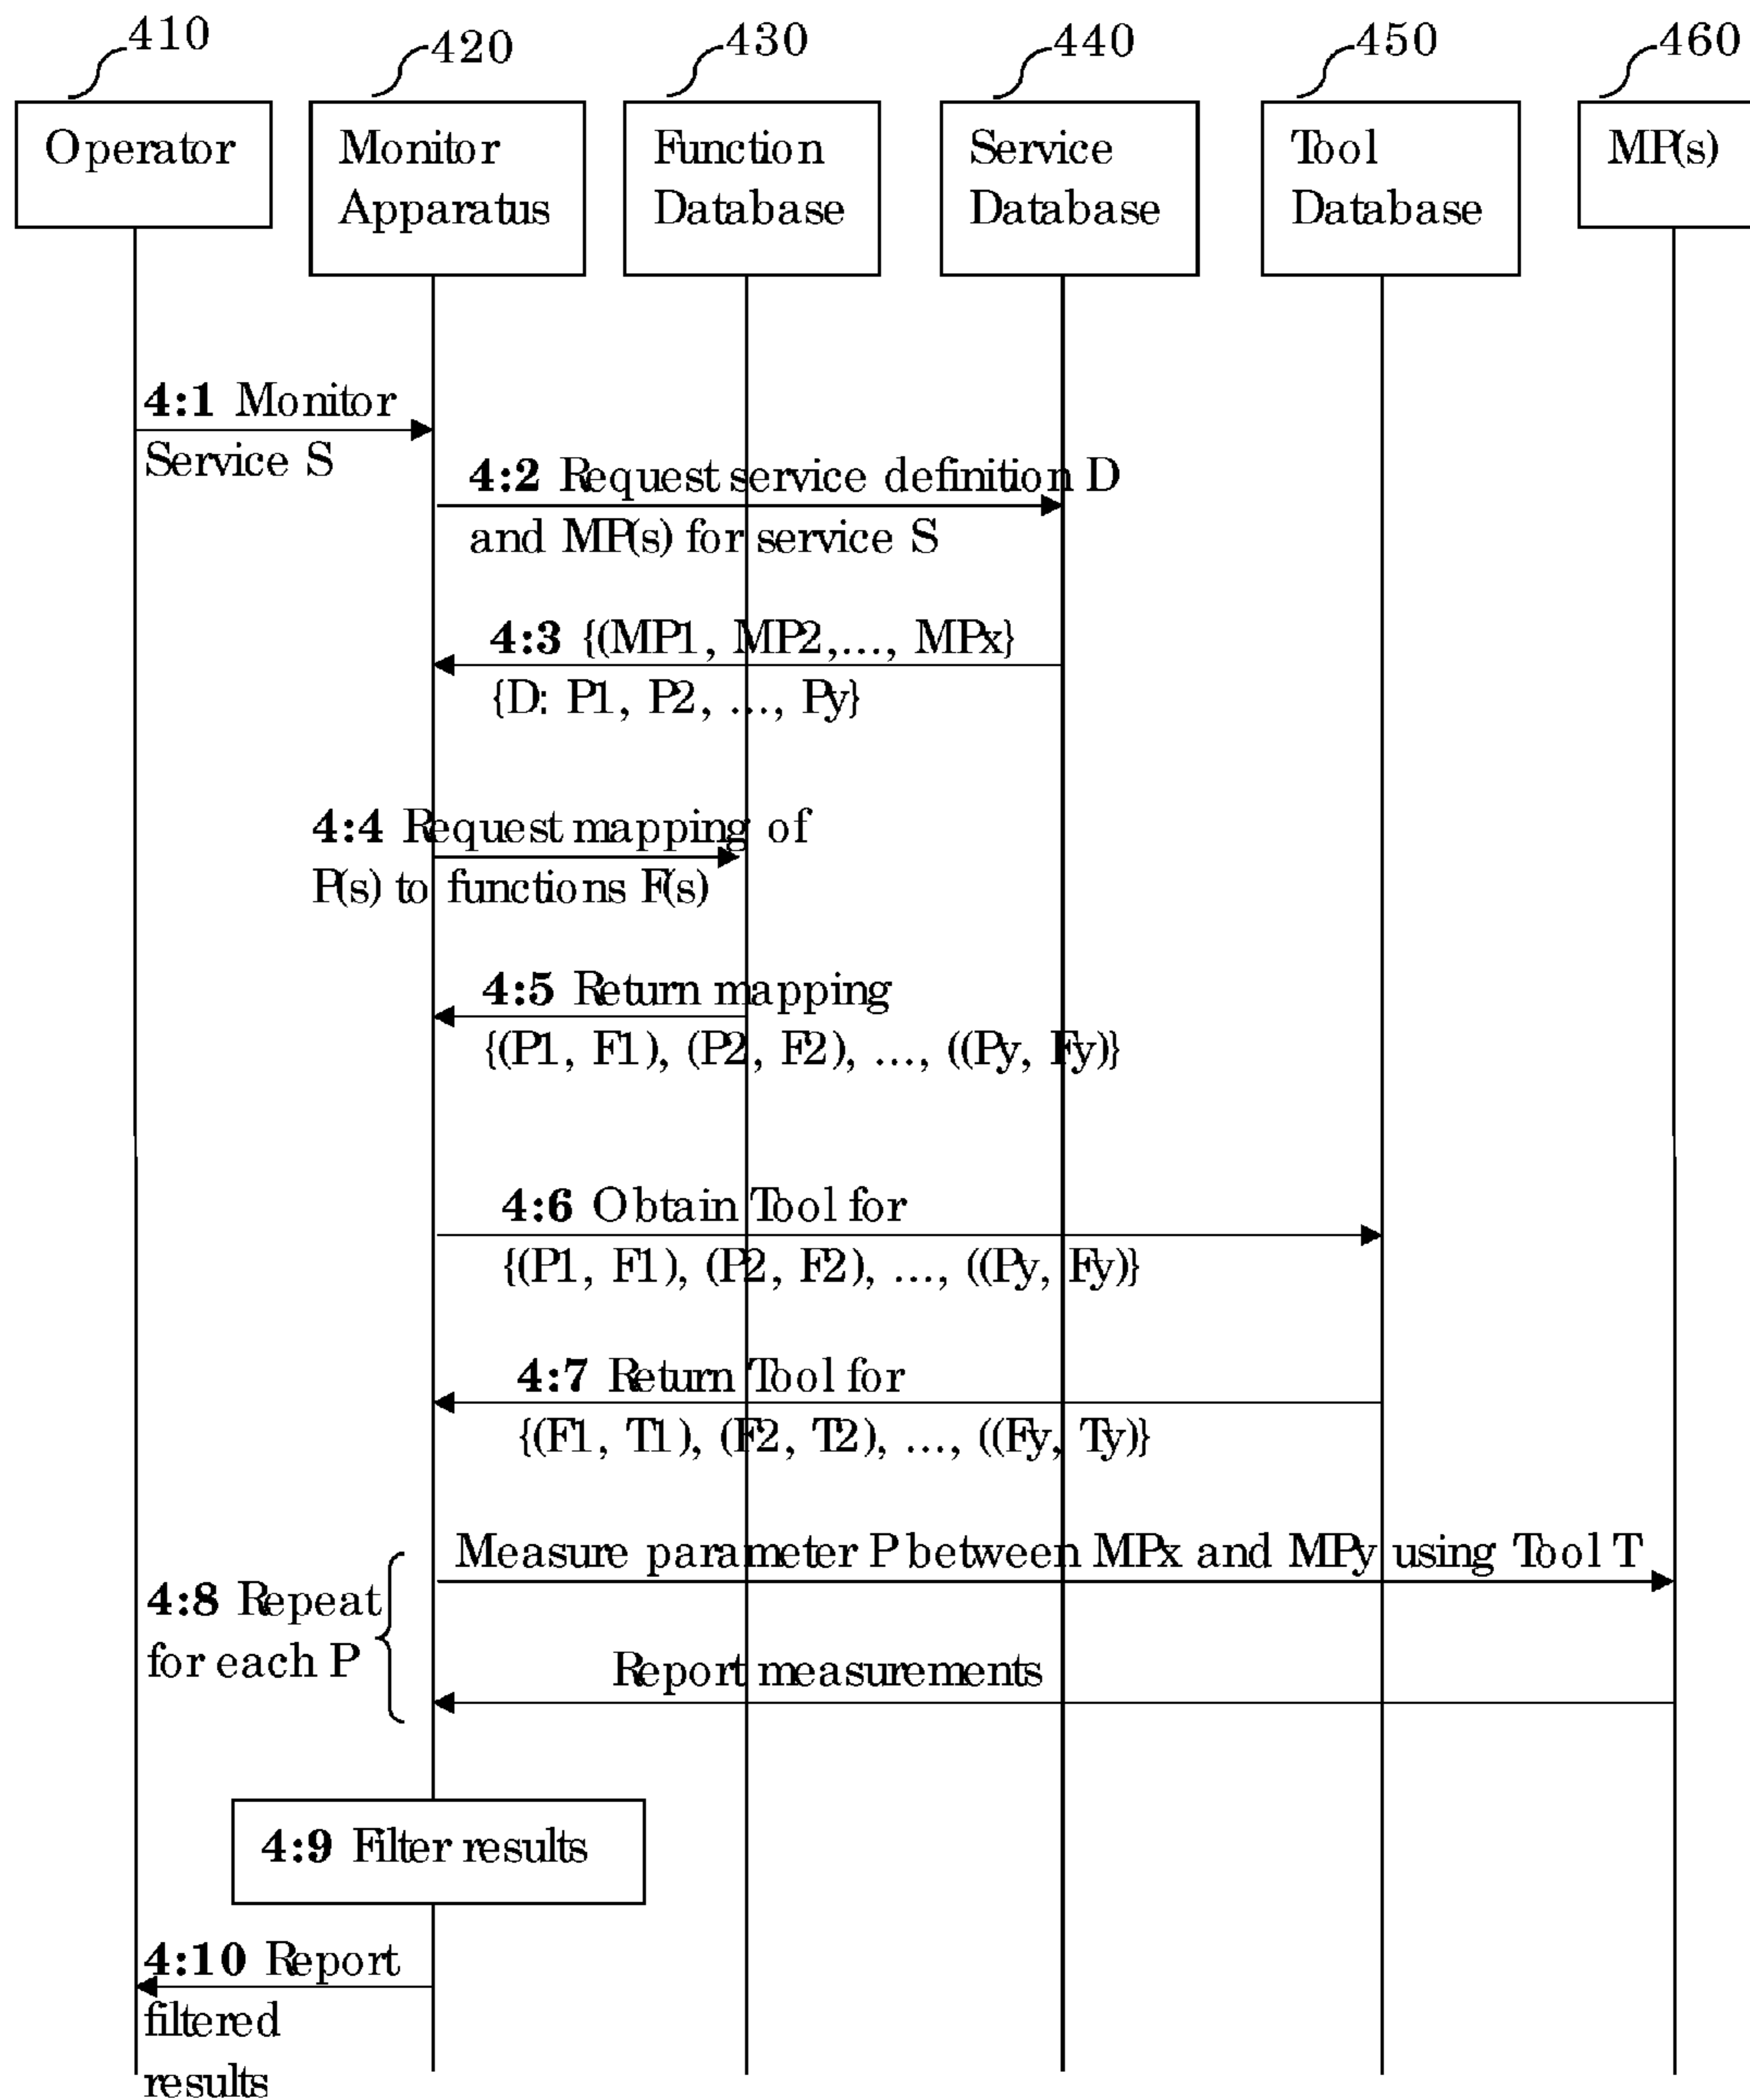 410
420
430
440
450
460
Operator
Monitor
Apparatus
Function
Database
Service
Database
Tool
Database
MP(s)
4:1 Monitor
Service S
4:2 Request service definition D
and MP(s) for service S
4:3 {(MP1, MP2,..., MPx}
{D: P1, P2, ..., Py}
4:4 Request mapping of
P(s) to functions F(s)
4:5 Return mapping
{(P1, F1), (P2, F2), ..., ((Py, Fy)}
4:6 Obtain Tool for
{(P1, F1), (P2, F2), ..., ((Py, Fy)}
4:7 Return Tool for
{(F1, T1), (F2, T2), ..., ((Fy, Ty)}
Measure parameter P between MPx and MPy using Tool T
4:8 Repeat
for each P
Report measurements
4:9 Filter results
4:10 Report
filtered
results